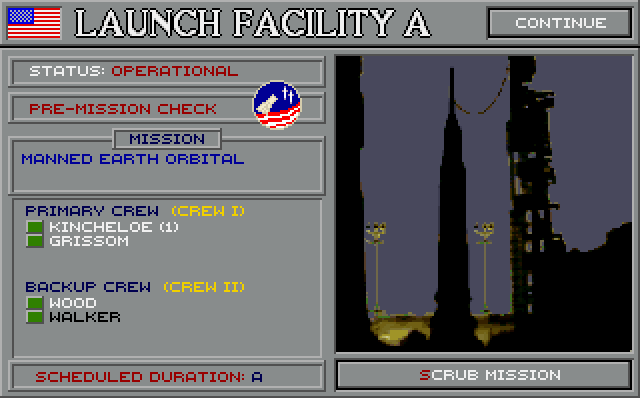 LAUNCH FACILITY A
CONTINUE
STATUS: OPERATIONAL
PRE-MISSION CHECK
MISSION
MANNED EARTH ORBITAL
PRIMARY CREW (CREW I)
KINCHELOE (1)
GRISSOM
BACKUP CREW (CREW II)
WOOD
WALKER
SCHEDULED DURATION: A
SCRUB MISSION